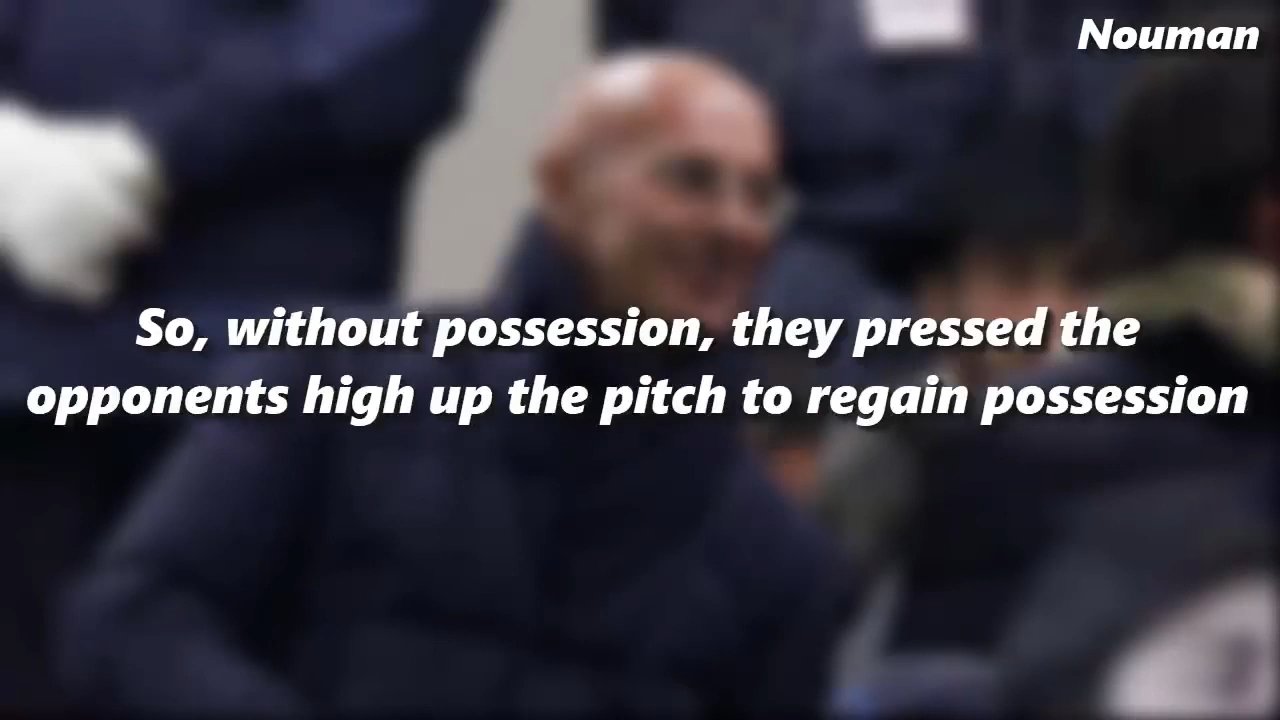 Nouman
So, without possession, they pressed the
opponents high up the pitch to regain possession